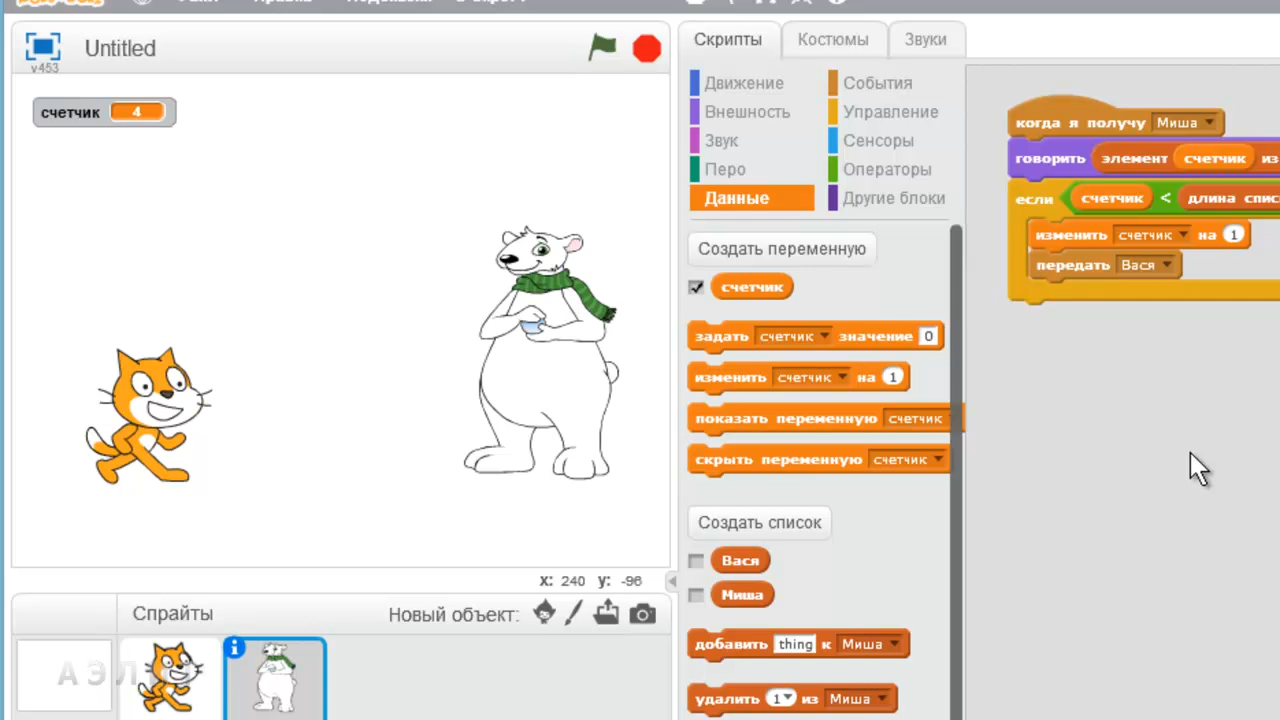 Untitled
v453
счетчик 4
x: 240 y: -96
Спрайты
Новый объект:
Скрипты
Костюмы
Звуки
Движение
События
Внешность
Управление
Звук
Сенсоры
Перо
Операторы
Данные
Другие блоки
Создать переменную
счетчик
задать счетчик значение 0
изменить счетчик на 1
показать переменную счетчик
скрыть переменную счетчик
Создать список
Вася
Миша
добавить thing к Миша
удалить 1 из Миша
когда я получу Миша
говорить элемент счетчик из
если счетчик < длина
изменить счетчик на 1
передать Вася